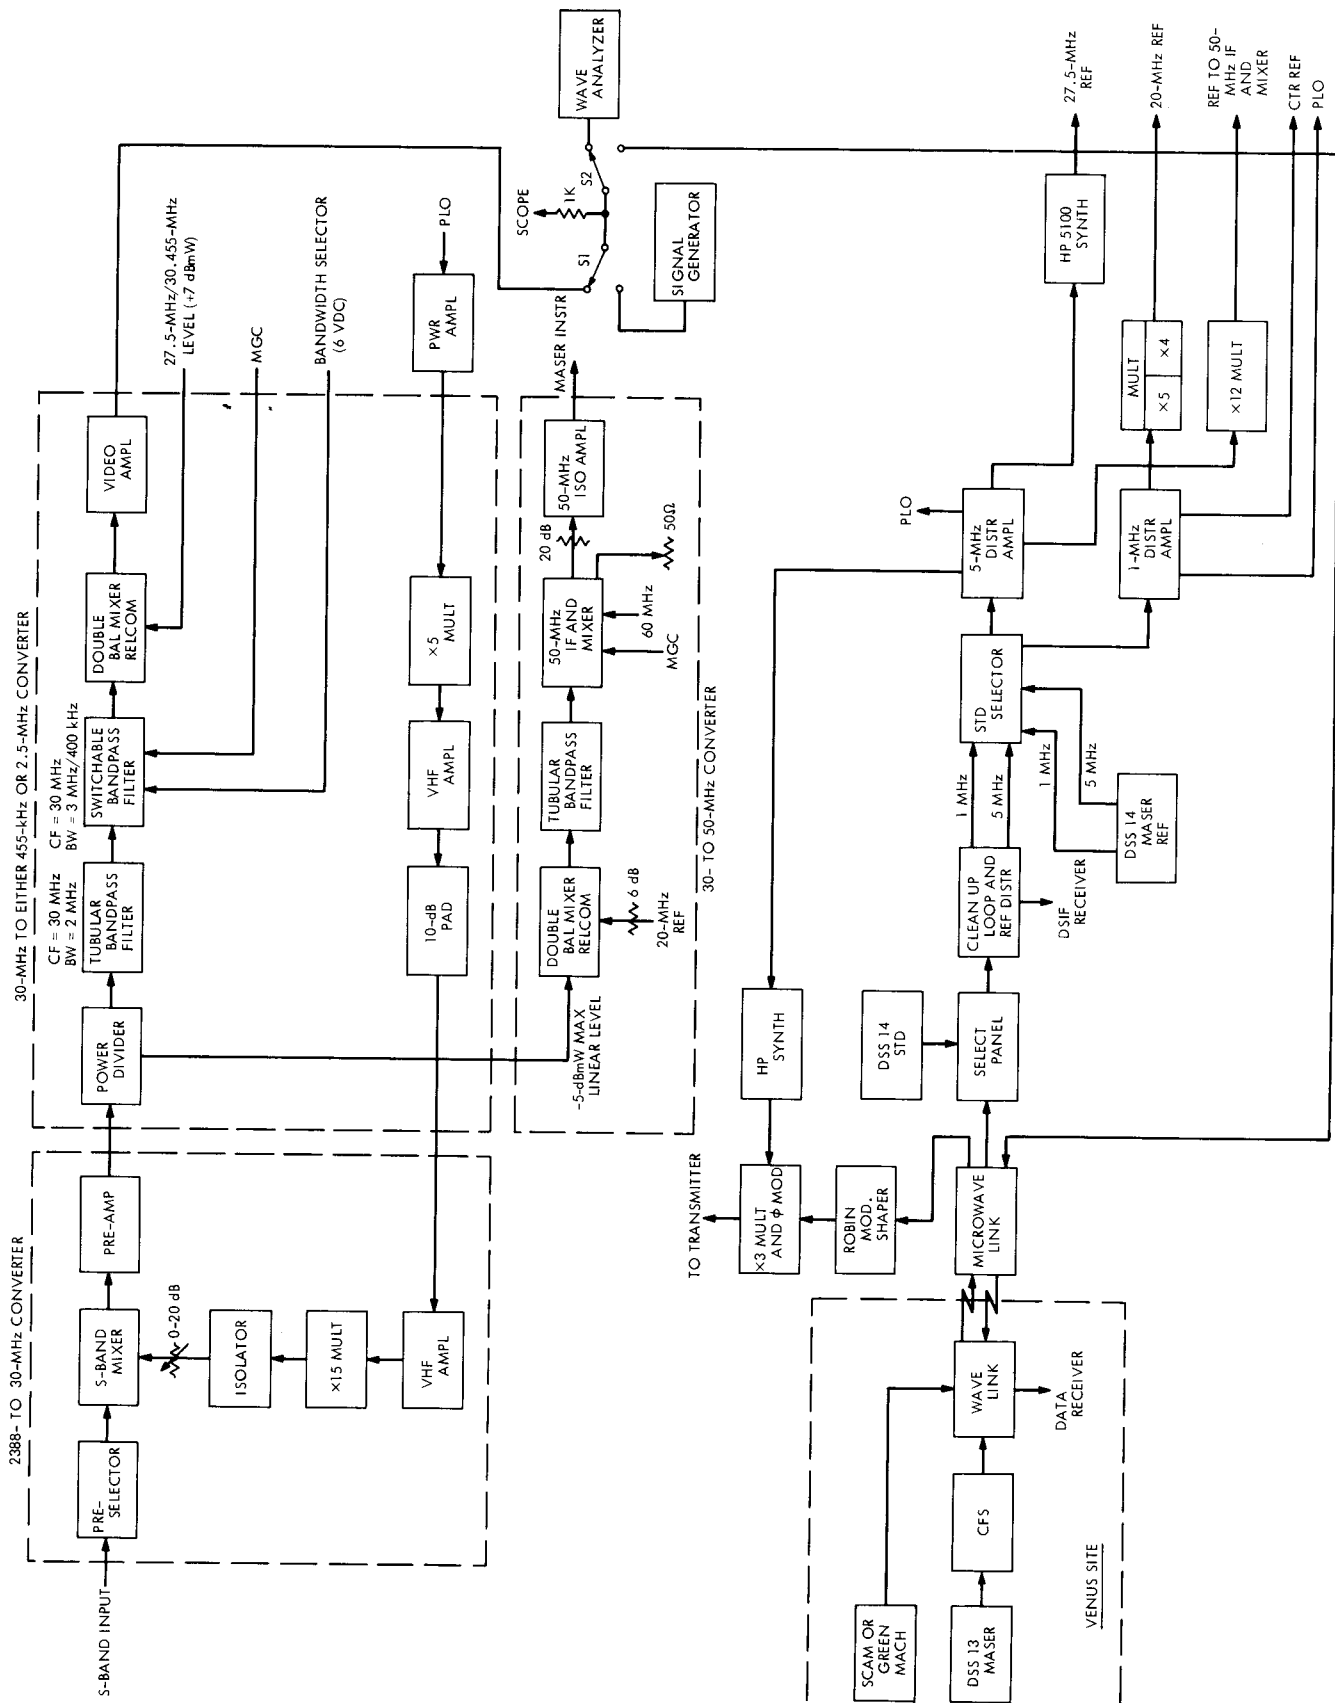 S-BAND INPUT
2388- TO 30-MHz CONVERTER
PRE-
SELECTOR
S-BAND
MIXER
PRE-AMP
0-20 dB
ISOLATOR
×15 MULT
VHF
AMPL
30-MHz TO EITHER 455-kHz OR 2.5-MHz CONVERTER
POWER
DIVIDER
CF = 30 MHz
BW = 2 MHz
TUBULAR
BANDPASS
FILTER
CF = 30 MHz
BW = 3 MHz/400 kHz
SWITCHABLE
BANDPASS
FILTER
DOUBLE
BAL MIXER
RELCOM
VIDEO
AMPL
27.5-MHz/30.455-MHz
LEVEL (+7 dBmW)
MGC
BANDWIDTH SELECTOR
(6 VDC)
10-dB
PAD
VHF
AMPL
×5
MULT
PWR
AMPL
PLO
-5-dBmW MAX
LINEAR LEVEL
DOUBLE
BAL MIXER
RELCOM
6 dB
20-MHz
REF
TUBULAR
BANDPASS
FILTER
50-MHz
IF AND
MIXER
MGC
60 MHz
20 dB
50Ω
50-MHz
ISO AMPL
MASER INSTR
30- TO 50-MHz CONVERTER
SCOPE
1K
S1
S2
WAVE
ANALYZER
SIGNAL
GENERATOR
TO TRANSMITTER
×3 MULT
AND ϕ MOD
HP
SYNTH
ROBIN
MOD.
SHAPER
DSS 14
STD
MICROWAVE
LINK
SELECT
PANEL
CLEAN UP
LOOP AND
REF DISTR
DSIF
RECEIVER
1 MHz
5 MHz
1 MHz
5 MHz
DSS 14
MASER
REF
STD
SELECTOR
PLO
5-MHz
DISTR
AMPL
1-MHz
DISTR
AMPL
HP 5100
SYNTH
MULT
×5
×4
×12 MULT
27.5-MHz
REF
20-MHz REF
REF TO 50-
MHz IF
AND
MIXER
CTR REF
PLO
SCAM OR
GREEN
MACH
DSS 13
MASER
CFS
WAVE
LINK
DATA
RECEIVER
VENUS SITE